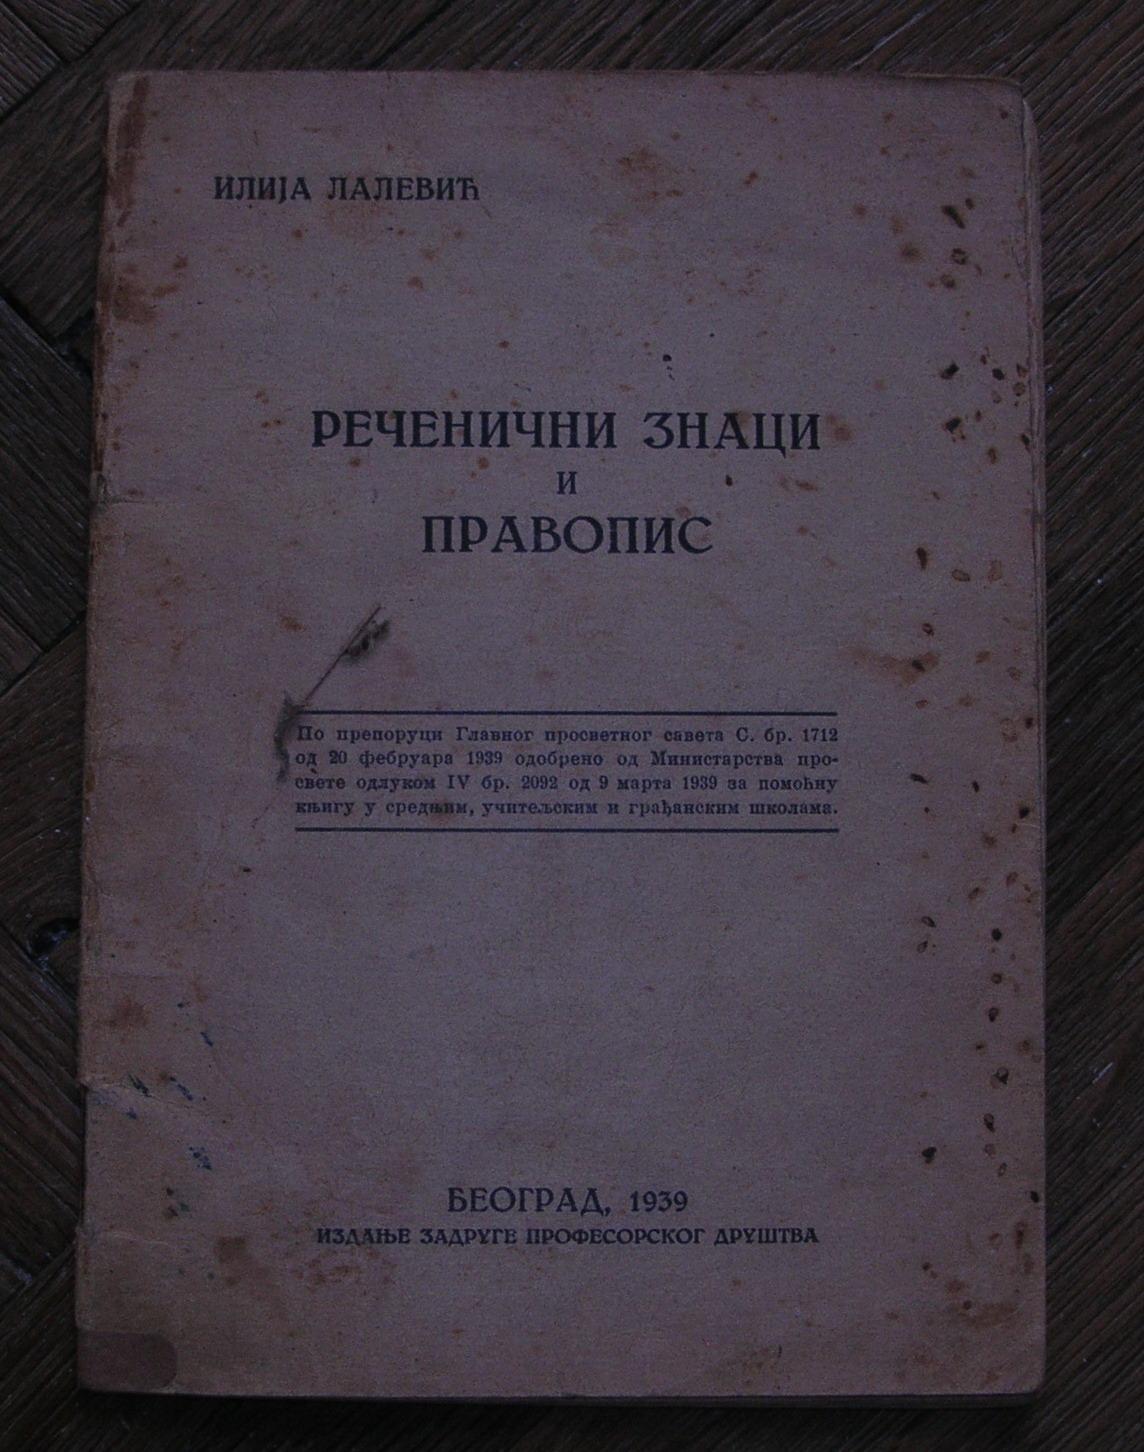 ИЛИЈА ЛАЛЕВИЋ
РЕЧЕНИЧНИ ЗНАЦИ
И
ПРАВОПИС
По препоруци Главног просветног савета С. бр. 1712
од 20 фебруара 1939 одобрено од Министарства про-
свете одлуком IV бр. 2092 од 9 марта 1939 за помоћну
књигу у средњим, учитељским и грађанским школама.
БЕОГРАД, 1939
ИЗДАЊЕ ЗАДРУГЕ ПРОФЕСОРСКОГ ДРУШТВА